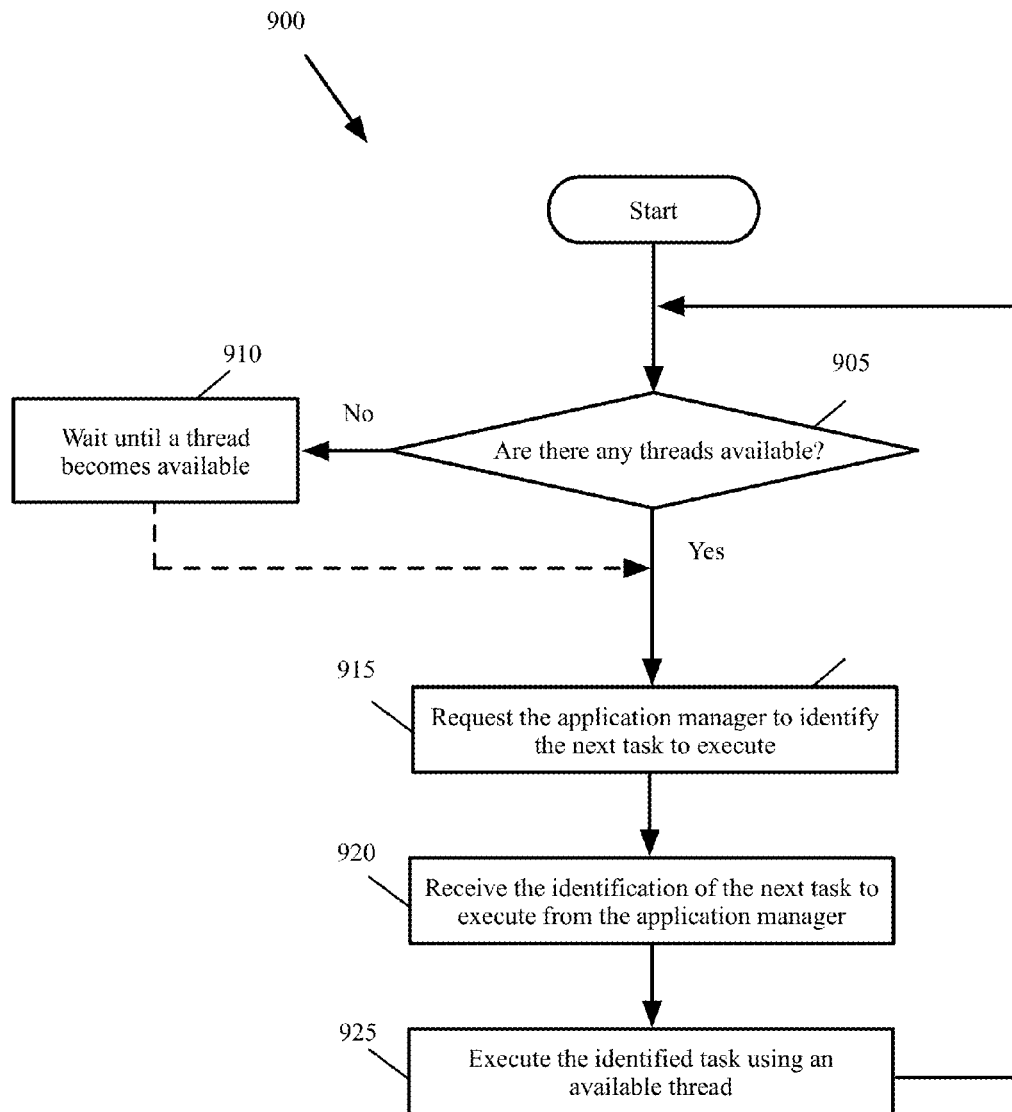 900
Start
905
Are there any threads available?
No
910
Wait until a thread
becomes available
Yes
915
Request the application manager to identify
the next task to execute
920
Receive the identification of the next task to
execute from the application manager
925
Execute the identified task using an
available thread